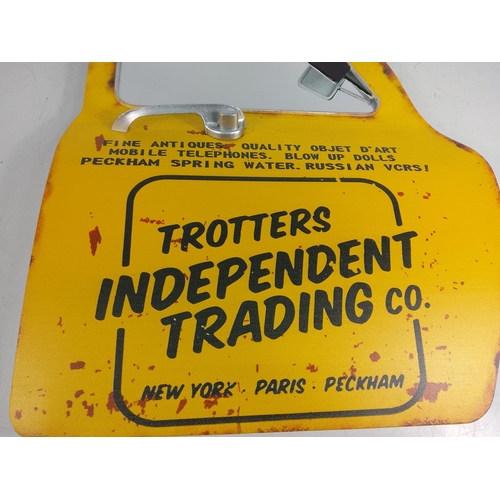 FINE ANTIQUES. QUALITY OBJET D'ART
MOBILE TELEPHONES. BLOW UP DOLLS
PECKHAM SPRING WATER. RUSSIAN VCRS!
TROTTERS
INDEPENDENT
TRADING CO.
NEW YORK . PARIS . PECKHAM